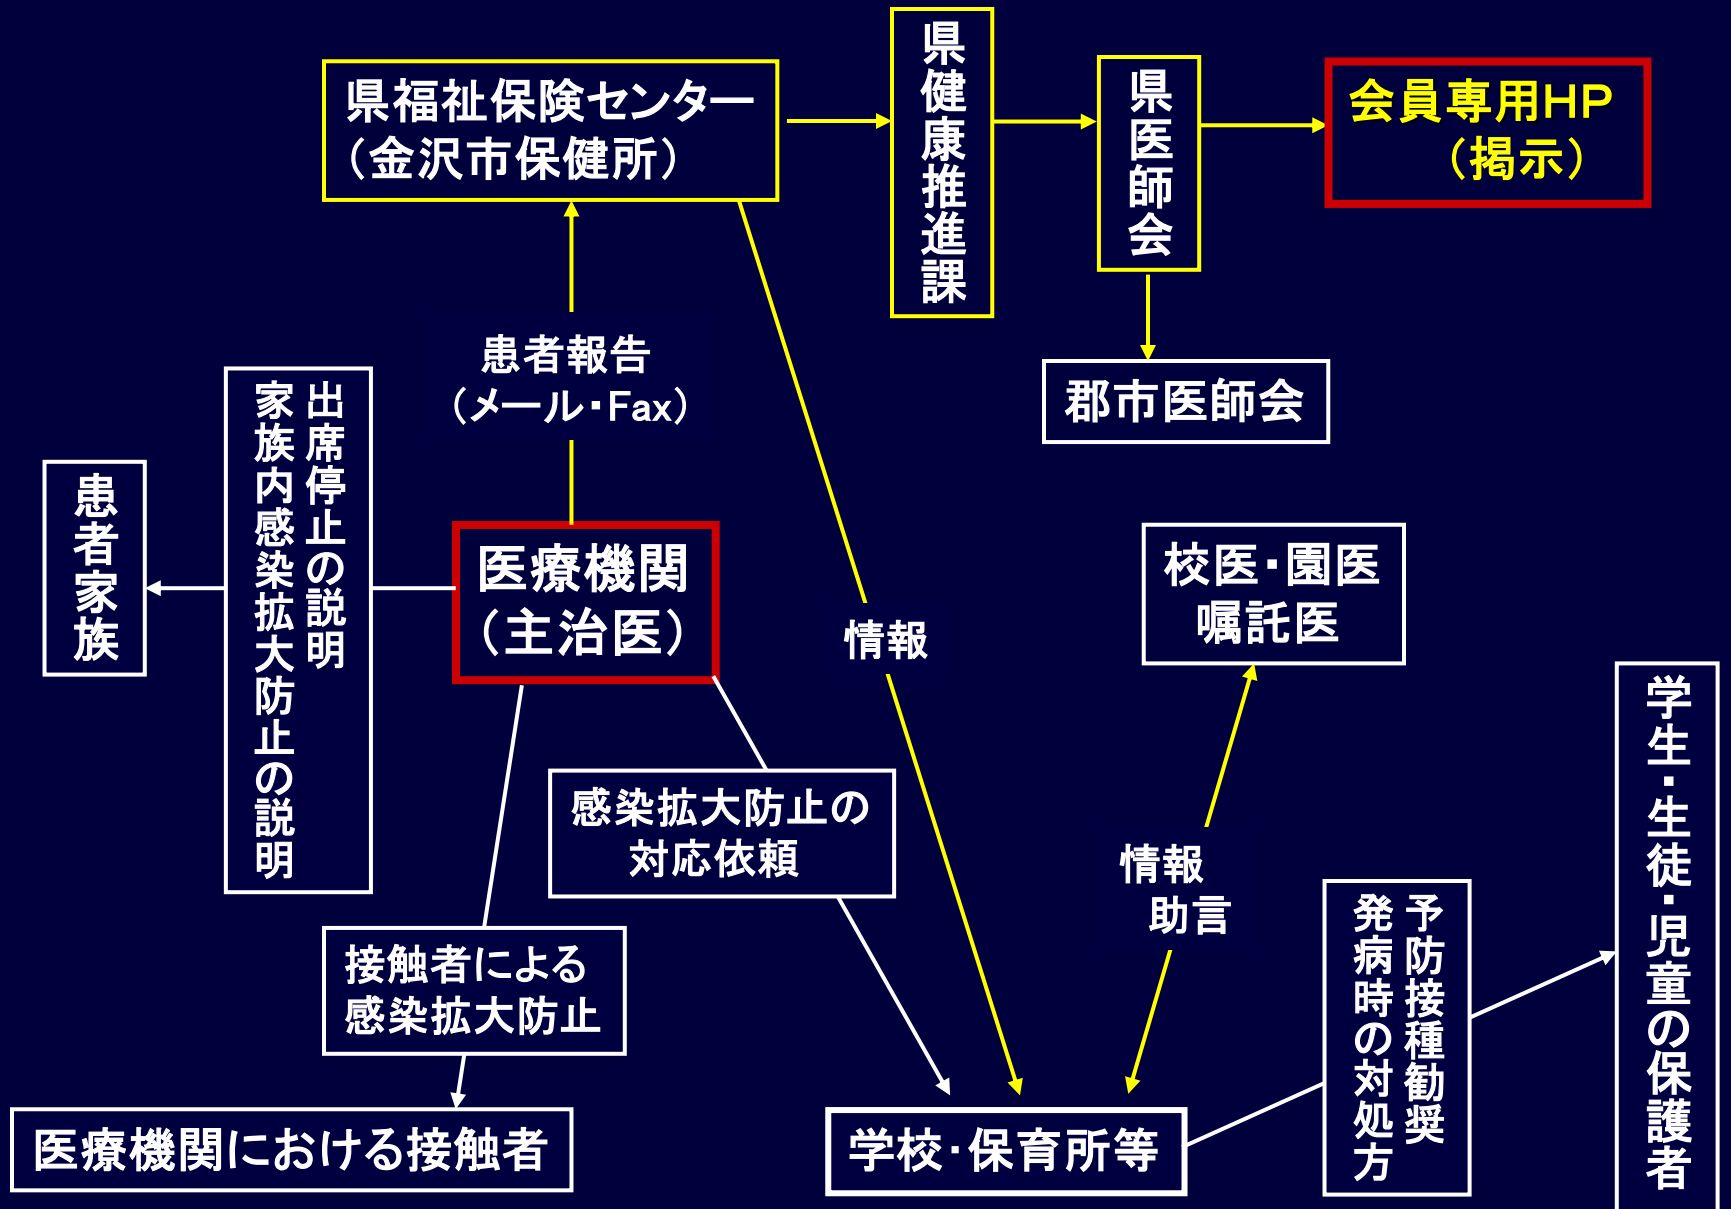 県福祉保険センター
（金沢市保健所）
県健康推進課
県医師会
会員専用HP
（掲示）
患者報告
（メール・Fax）
郡市医師会
出席停止の説明
家族内感染拡大防止の説明
患者家族
医療機関
（主治医）
情報
校医・園医
嘱託医
感染拡大防止の
対応依頼
情報
助言
学生・生徒・児童の保護者
予防接種勧奨
発病時の対処方
接触者による
感染拡大防止
医療機関における接触者
学校・保育所等